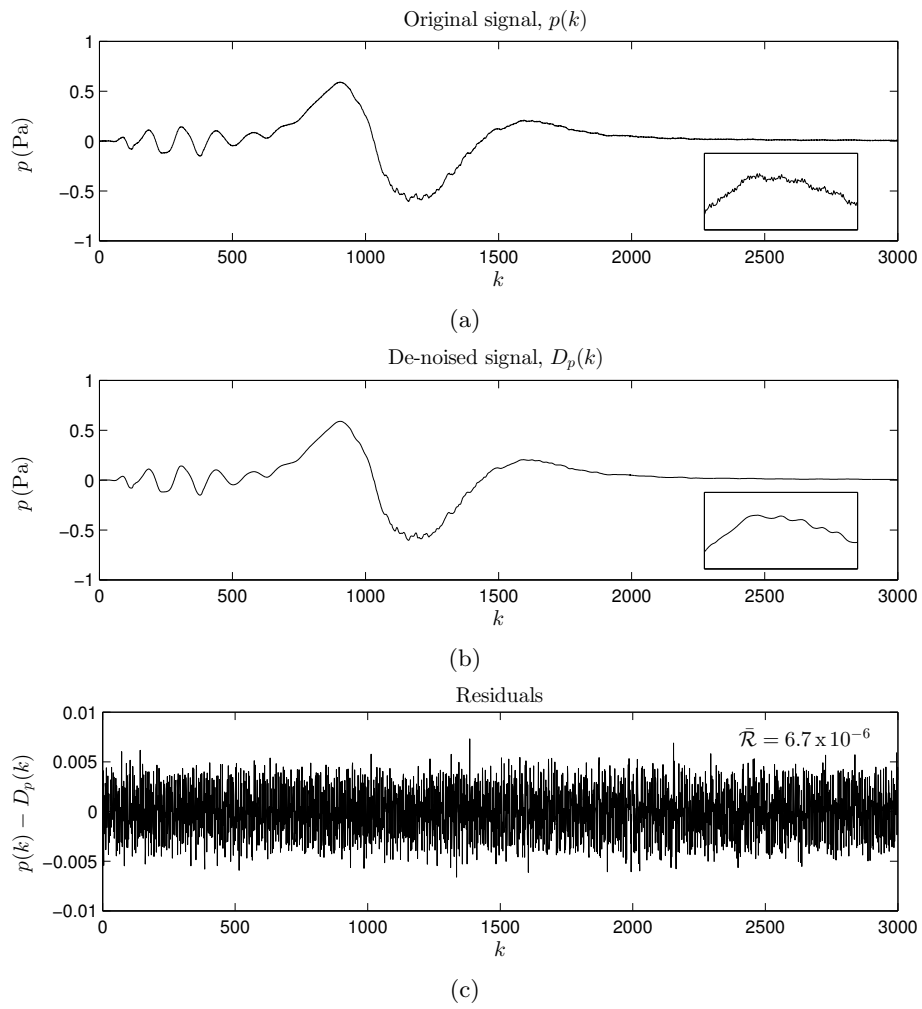 Original signal, p(k)
1
0.5
0
−0.5
−1
p (Pa)
0 500 1000 1500 2000 2500 3000
k
(a)
De-noised signal, Dₚ(k)
1
0.5
0
−0.5
−1
p (Pa)
0 500 1000 1500 2000 2500 3000
k
(b)
Residuals
0.01
0.005
0
−0.005
−0.01
p(k) − Dₚ(k)
R̄ = 6.7 x 10⁻⁶
0 500 1000 1500 2000 2500 3000
k
(c)